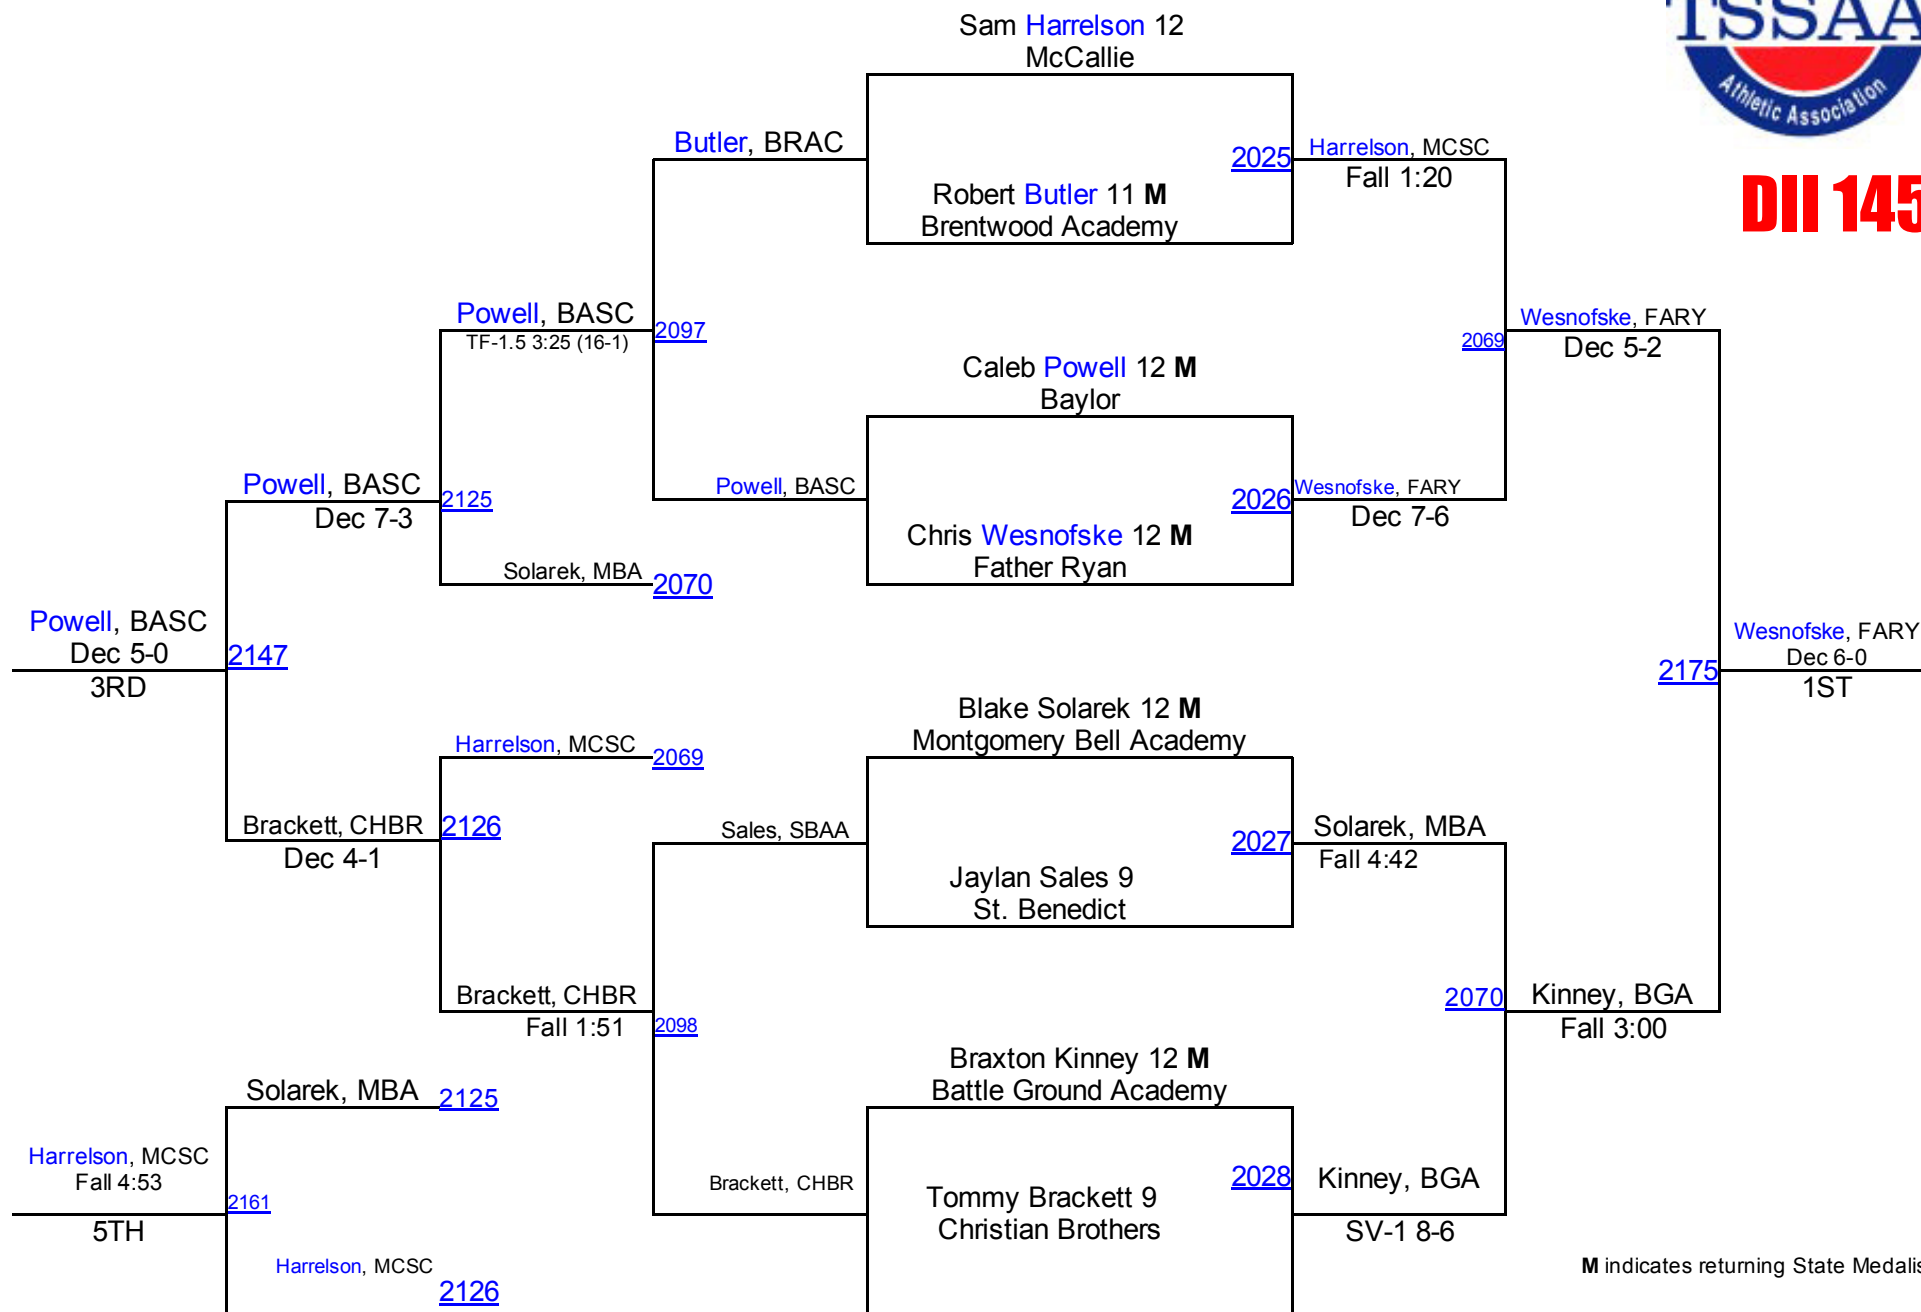 TSSAA
Athletic Association
DII 145
Sam Harrelson 12
McCallie
Butler, BRAC
2025
Harrelson, MCSC
Fall 1:20
Robert Butler 11 M
Brentwood Academy
Powell, BASC
TF-1.5 3:25 (16-1)
2097
Wesnofske, FARY
2069
Dec 5-2
Caleb Powell 12 M
Baylor
Powell, BASC
Dec 7-3
2125
Powell, BASC
2026
Wesnofske, FARY
Dec 7-6
Chris Wesnofske 12 M
Father Ryan
Solarek, MBA
2070
Powell, BASC
Dec 5-0
3RD
2147
Wesnofske, FARY
Dec 6-0
1ST
2175
Blake Solarek 12 M
Montgomery Bell Academy
Harrelson, MCSC
2069
Brackett, CHBR
Dec 4-1
2126
Sales, SBAA
2027
Solarek, MBA
Fall 4:42
Jaylan Sales 9
St. Benedict
Brackett, CHBR
Fall 1:51
2098
2070
Kinney, BGA
Fall 3:00
Braxton Kinney 12 M
Battle Ground Academy
Solarek, MBA
2125
Harrelson, MCSC
Fall 4:53
5TH
2161
Brackett, CHBR
2028
Kinney, BGA
SV-1 8-6
Tommy Brackett 9
Christian Brothers
Harrelson, MCSC
2126
M indicates returning State Medalis